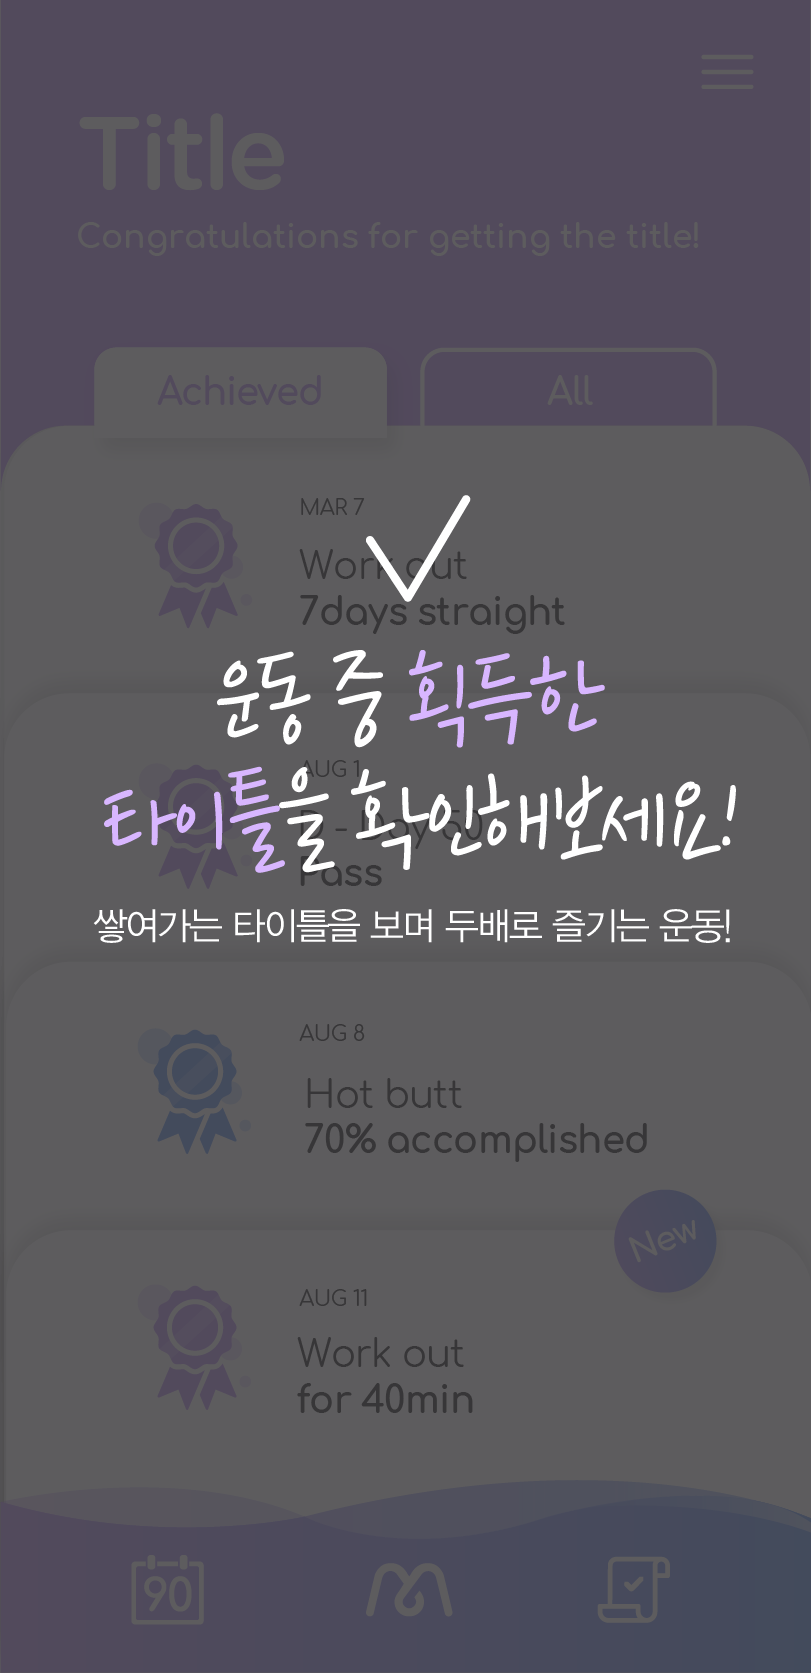 Title
Congratulations for getting the title!
Achieved
All
MAR 7
Work out
7days straight
운동 중 획득한
타이틀을 확인해보세요!
쌓여가는 타이틀을 보며 두배로 즐기는 운동!
AUG 1
D - Day 60
Pass
AUG 8
Hot butt
70% accomplished
New
AUG 11
Work out
for 40min
90